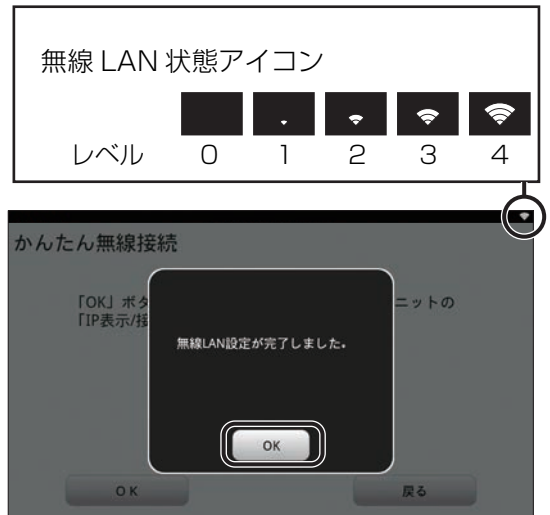 無線 LAN 状態アイコン
レベル 0 1 2 3 4
かんたん無線接続
「OK」ボタ ニットの
「IP表示/接
無線LAN設定が完了しました。
OK
OK 戻る